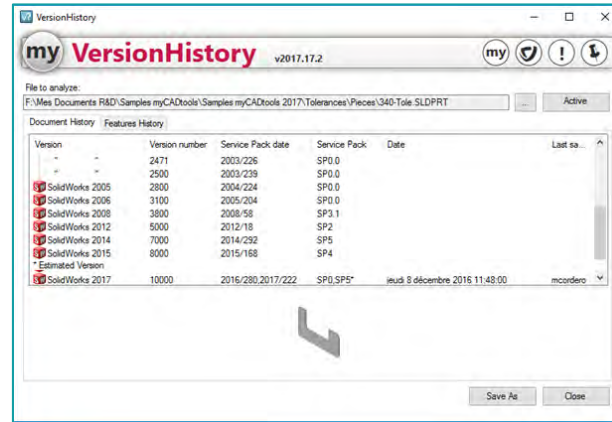 VersionHistory
my VersionHistory v2017.17.2 my !
File to analyze:
F:\Mes Documents R&D\Samples myCADtools\Samples myCADtools 2017\Tolerances\Pieces\340-Tole.SLDPRT ... Active
Document History Features History
Version Version number Service Pack date Service Pack Date Last sa...
" " 2471 2003/226 SP0.0
" " 2500 2003/239 SP0.0
SolidWorks 2005 2800 2004/224 SP0.0
SolidWorks 2006 3100 2005/204 SP0.0
SolidWorks 2008 3800 2008/58 SP3.1
SolidWorks 2012 5000 2012/18 SP2
SolidWorks 2014 7000 2014/292 SP5
SolidWorks 2015 8000 2015/168 SP4
* Estimated Version
SolidWorks 2017 10000 2016/280,2017/222 SP0,SP5* jeudi 8 décembre 2016 11:48:00 mcordero
Save As Close